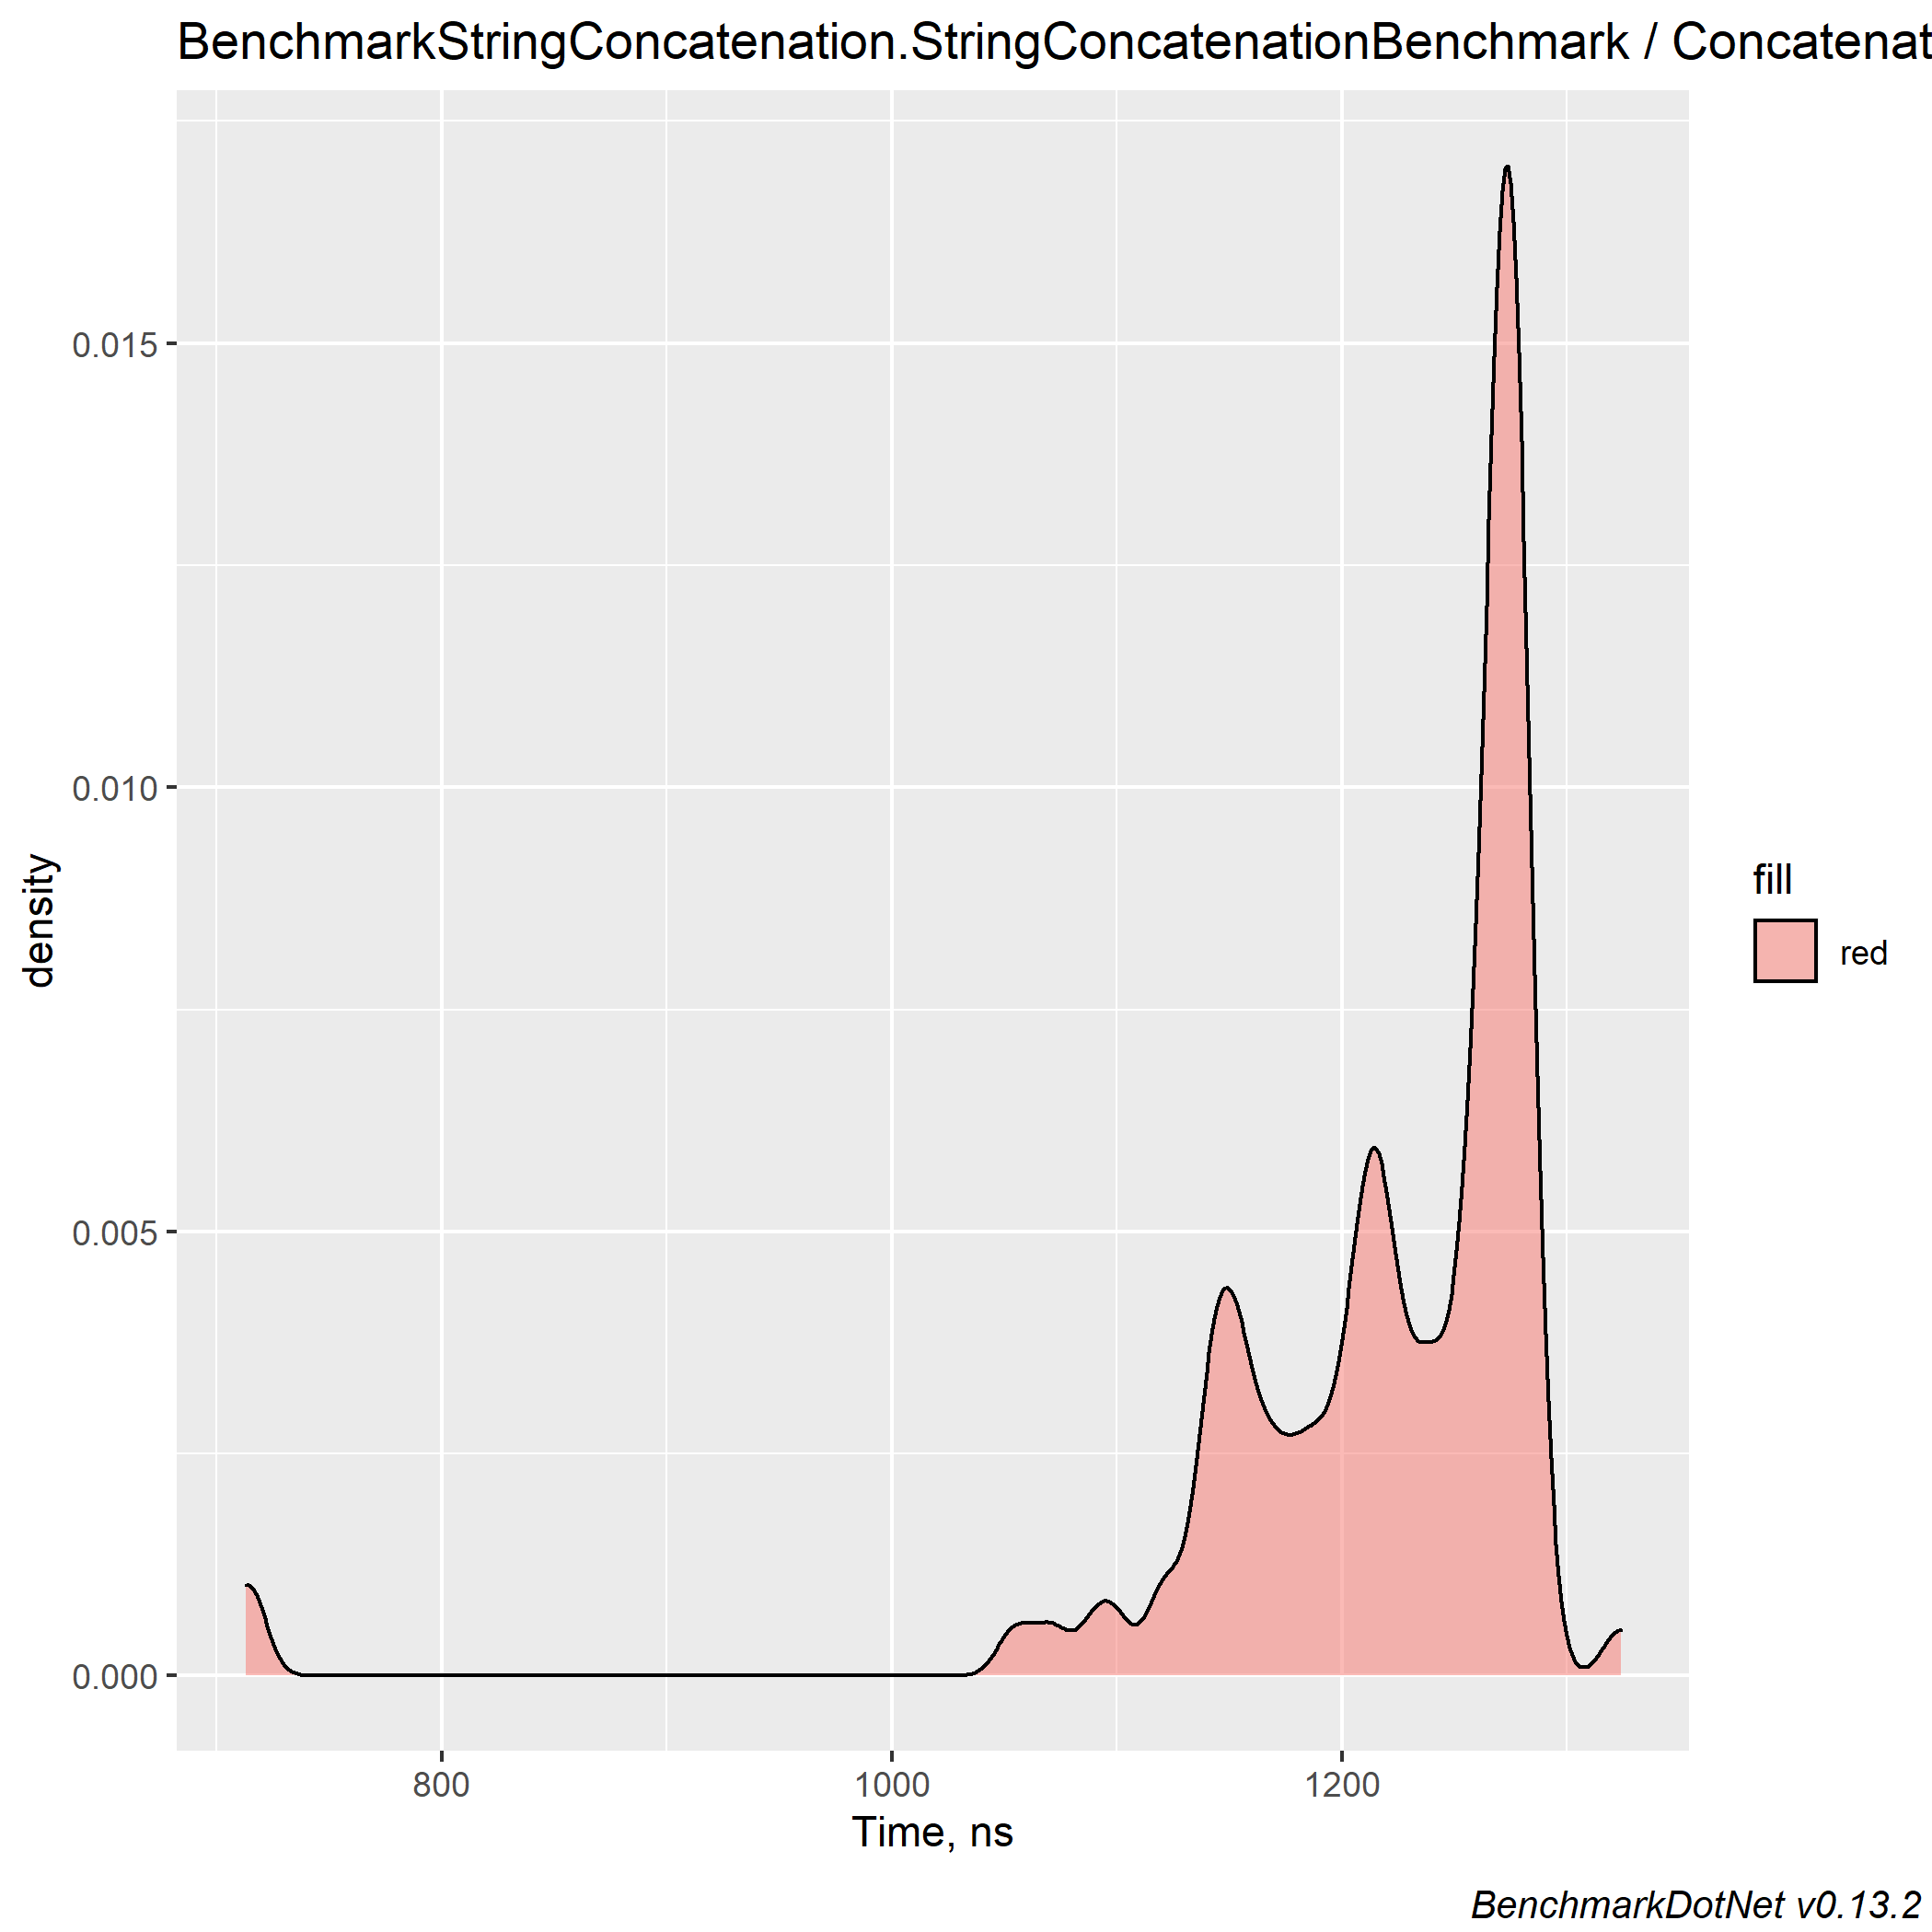 BenchmarkStringConcatenation.StringConcatenationBenchmark / Concatenat
0.015
0.010
0.005
0.000
density
800 1000 1200
Time, ns
fill
red
BenchmarkDotNet v0.13.2